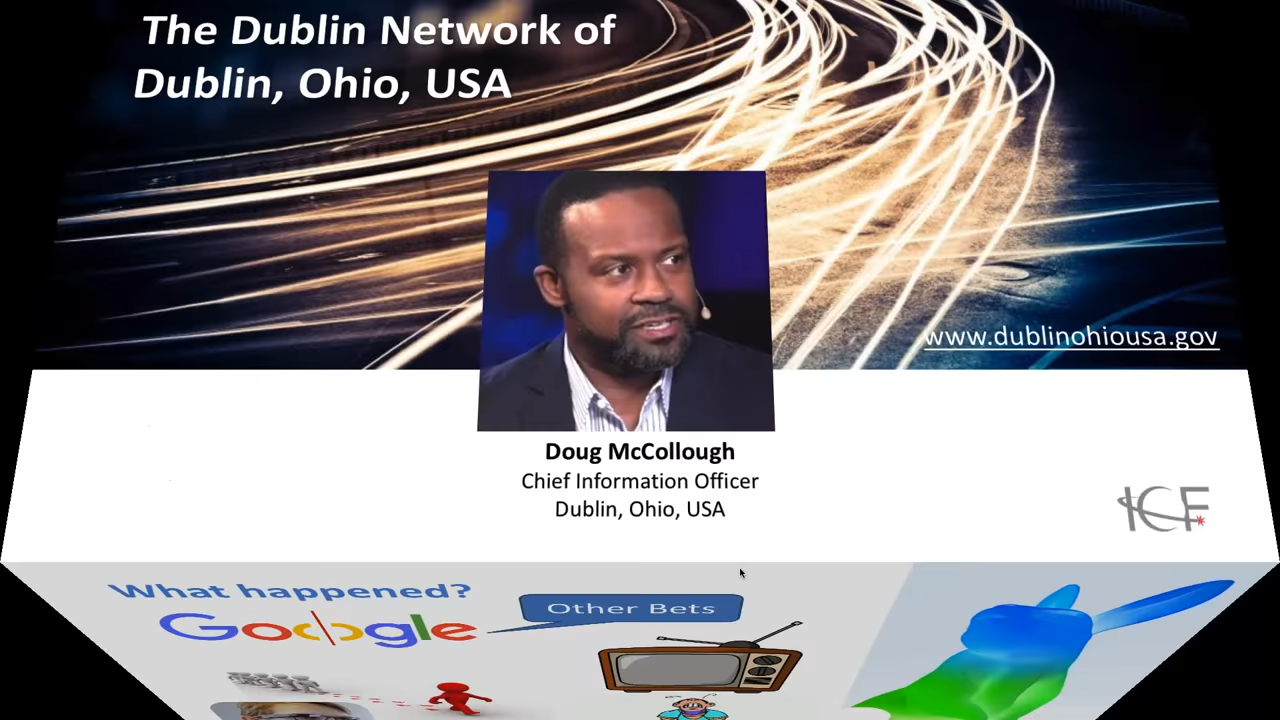 The Dublin Network of
Dublin, Ohio, USA
www.dublinohiousa.gov
Doug McCollough
Chief Information Officer
Dublin, Ohio, USA
ICF
What happened?
Google
Other Bets